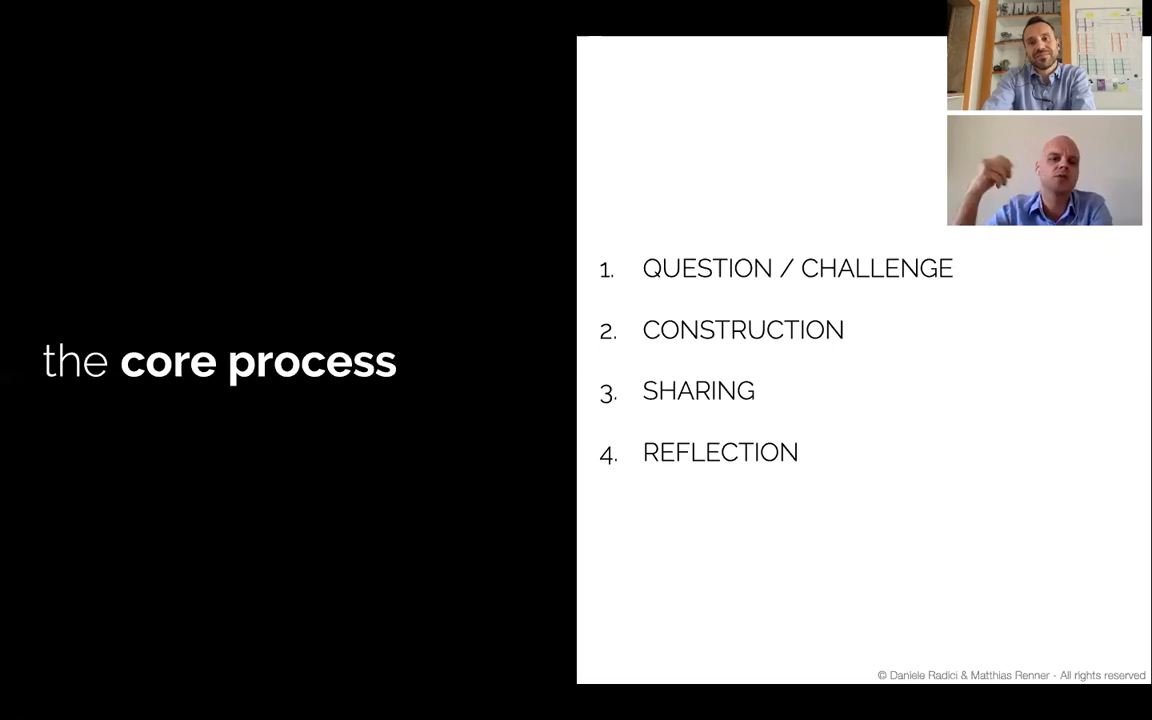 the core process
1. QUESTION / CHALLENGE
2. CONSTRUCTION
3. SHARING
4. REFLECTION
© Daniele Radici & Matthias Renner - All rights reserved